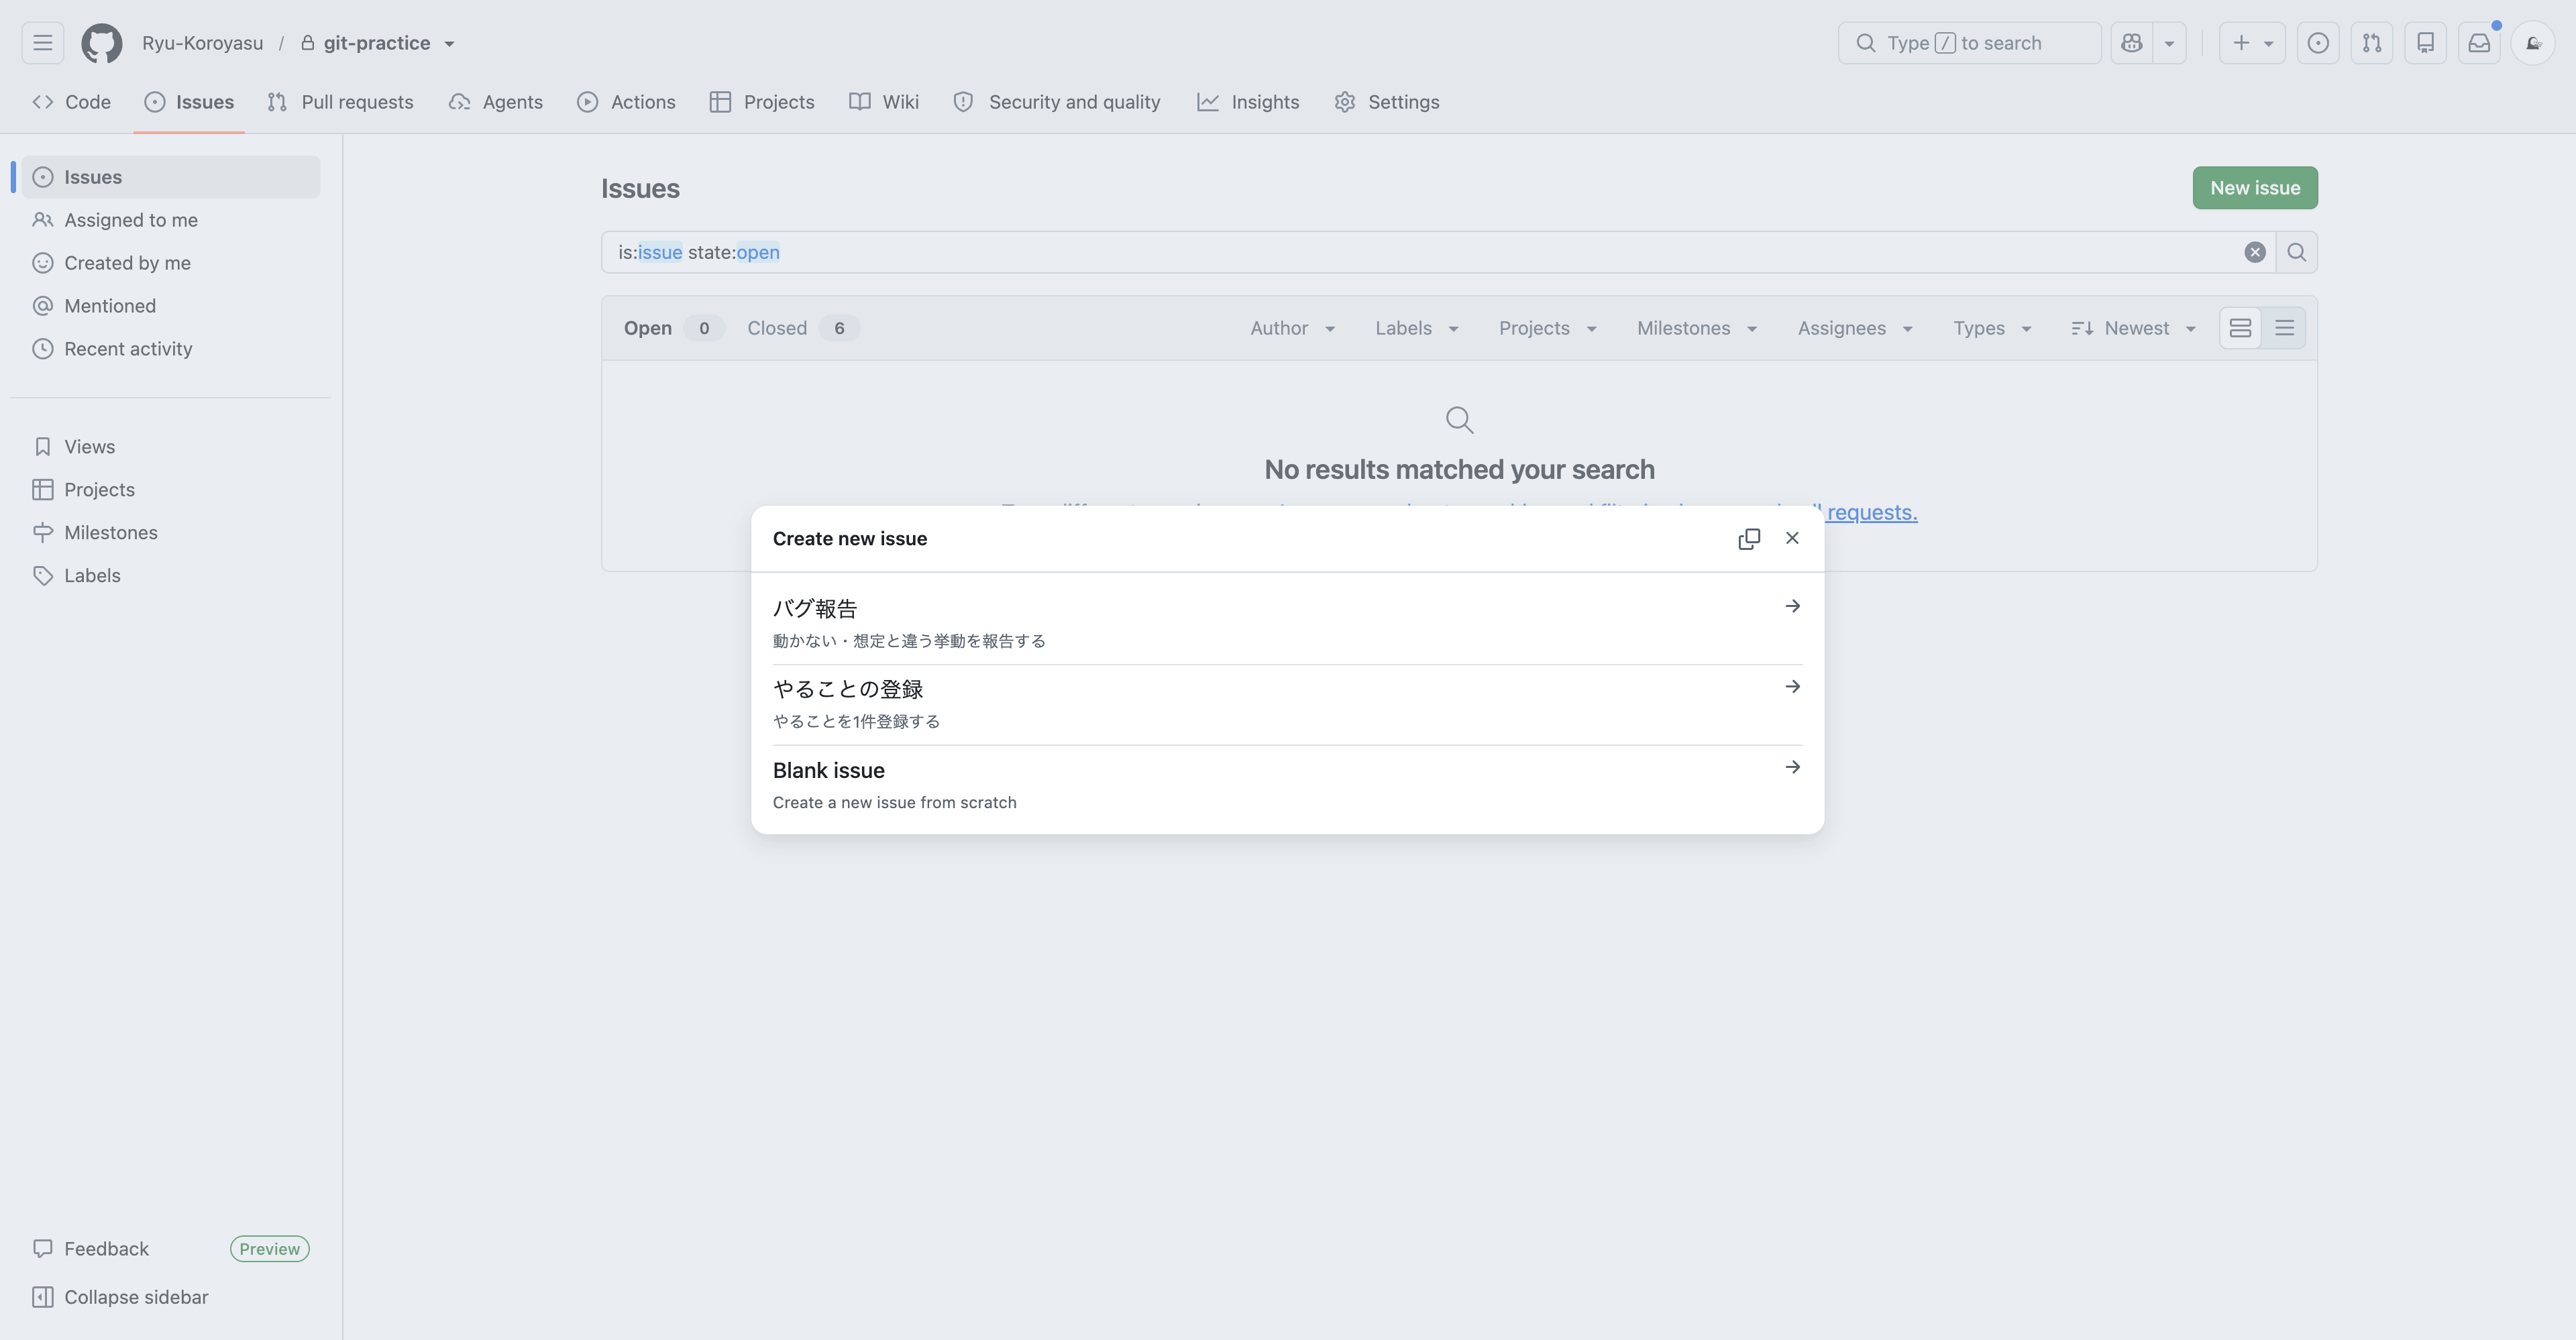 Ryu-Koroyasu / git-practice
Type / to search
Code
Issues
Pull requests
Agents
Actions
Projects
Wiki
Security and quality
Insights
Settings
Issues
Assigned to me
Created by me
Mentioned
Recent activity
Views
Projects
Milestones
Labels
Feedback
Preview
Collapse sidebar
Issues
New issue
is:issue state:open
Open 0
Closed 6
Author
Labels
Projects
Milestones
Assignees
Types
Newest
No results matched your search
requests.
Create new issue
バグ報告
動かない・想定と違う挙動を報告する
やることの登録
やることを1件登録する
Blank issue
Create a new issue from scratch